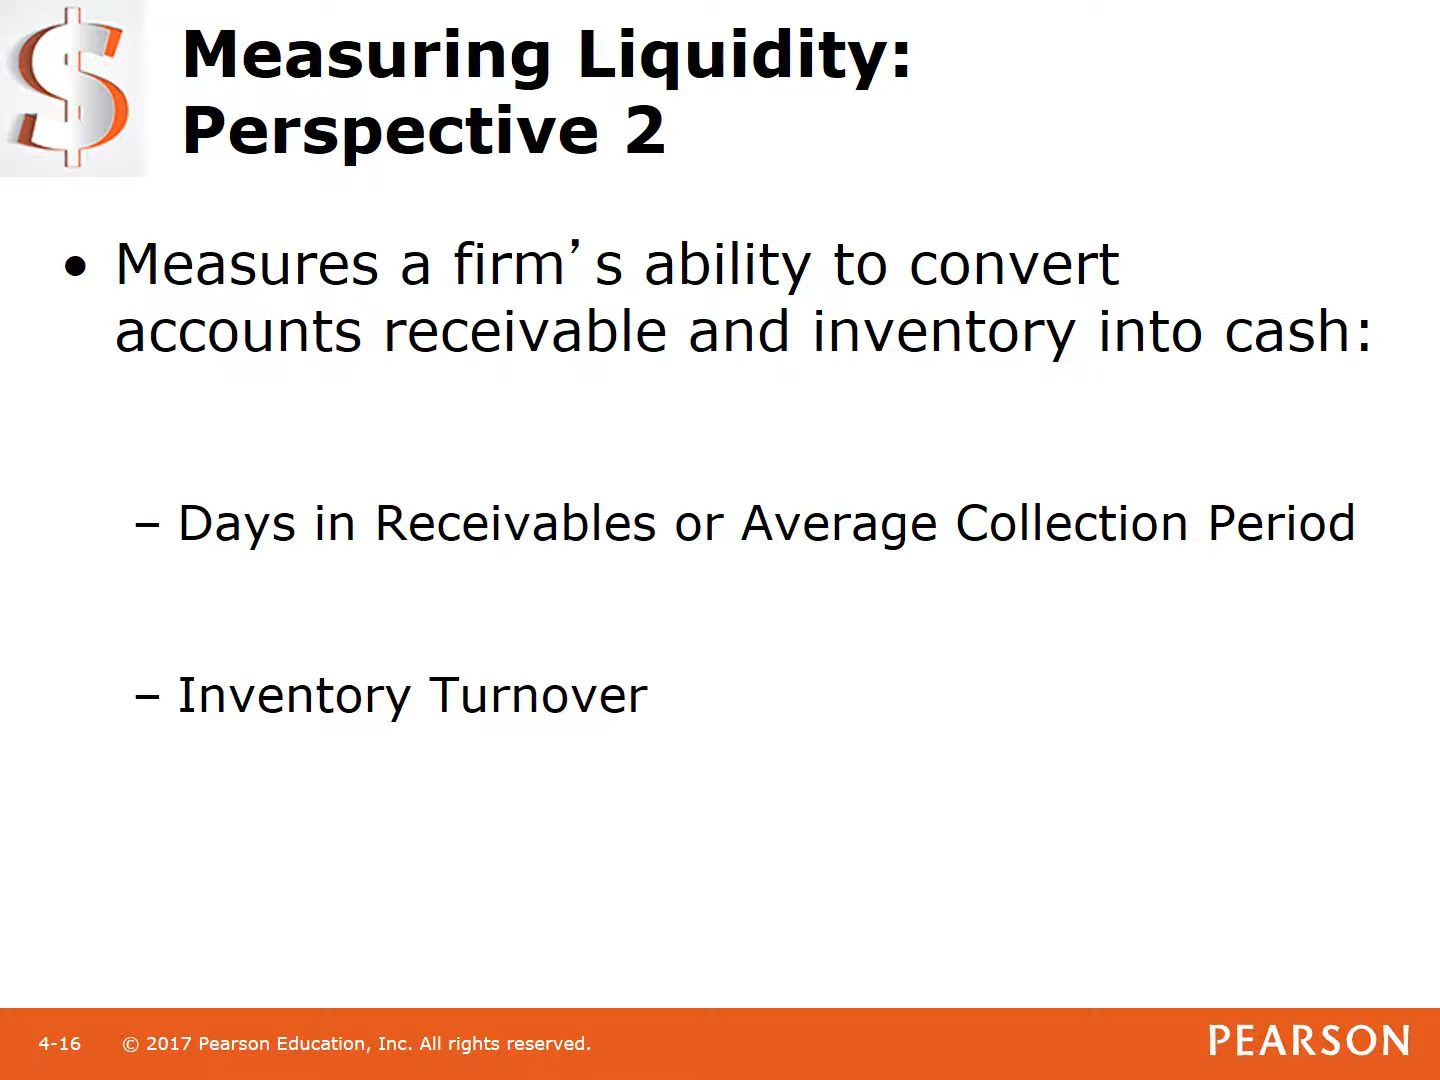 Measuring Liquidity:
Perspective 2
• Measures a firm’s ability to convert
accounts receivable and inventory into cash:
– Days in Receivables or Average Collection Period
– Inventory Turnover
4-16 © 2017 Pearson Education, Inc. All rights reserved.
PEARSON